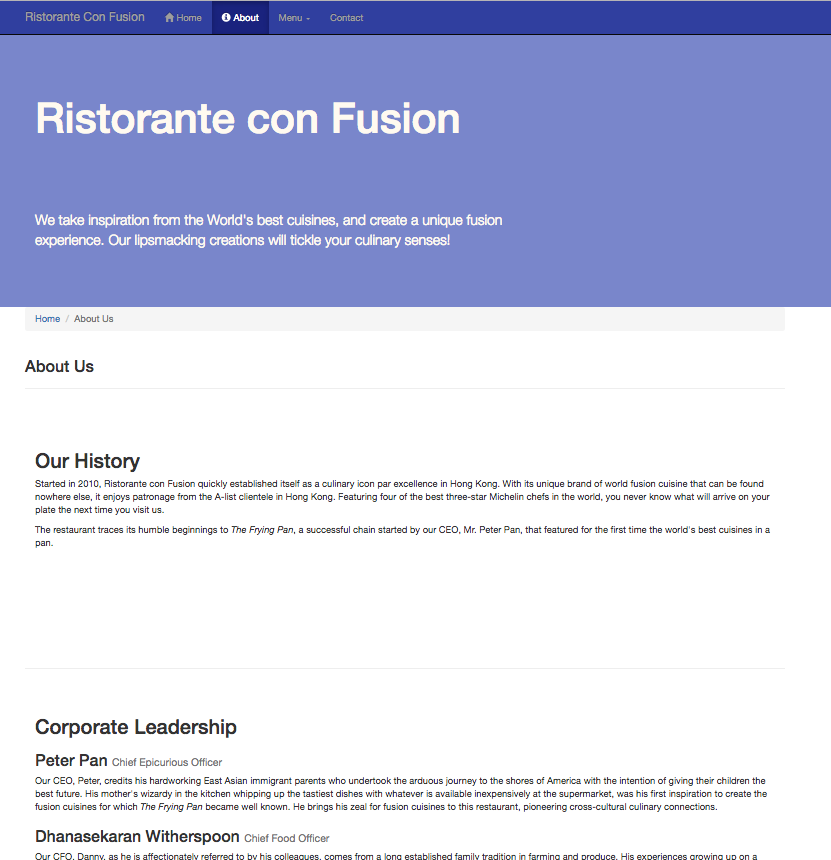 Ristorante Con Fusion Home About Menu Contact
Ristorante con Fusion
We take inspiration from the World's best cuisines, and create a unique fusion
experience. Our lipsmacking creations will tickle your culinary senses!
Home / About Us
About Us
Our History
Started in 2010, Ristorante con Fusion quickly established itself as a culinary icon par excellence in Hong Kong. With its unique brand of world fusion cuisine that can be found
nowhere else, it enjoys patronage from the A-list clientele in Hong Kong. Featuring four of the best three-star Michelin chefs in the world, you never know what will arrive on your
plate the next time you visit us.
The restaurant traces its humble beginnings to The Frying Pan, a successful chain started by our CEO, Mr. Peter Pan, that featured for the first time the world's best cuisines in a
pan.
Corporate Leadership
Peter Pan Chief Epicurious Officer
Our CEO, Peter, credits his hardworking East Asian immigrant parents who undertook the arduous journey to the shores of America with the intention of giving their children the
best future. His mother's wizardy in the kitchen whipping up the tastiest dishes with whatever is available inexpensively at the supermarket, was his first inspiration to create the
fusion cuisines for which The Frying Pan became well known. He brings his zeal for fusion cuisines to this restaurant, pioneering cross-cultural culinary connections.
Dhanasekaran Witherspoon Chief Food Officer
Our CFO, Danny, as he is affectionately referred to by his colleagues, comes from a long established family tradition in farming and produce. His experiences growing up on a